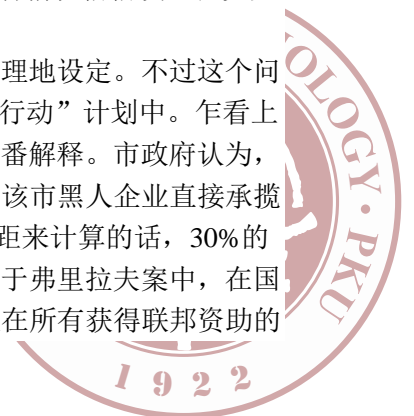 理地设定。不过这个问
行动”计划中。乍看上
番解释。市政府认为，
该市黑人企业直接承揽
距来计算的话，30%的
于弗里拉夫案中，在国
在所有获得联邦资助的
OLOGY · PKU
1922